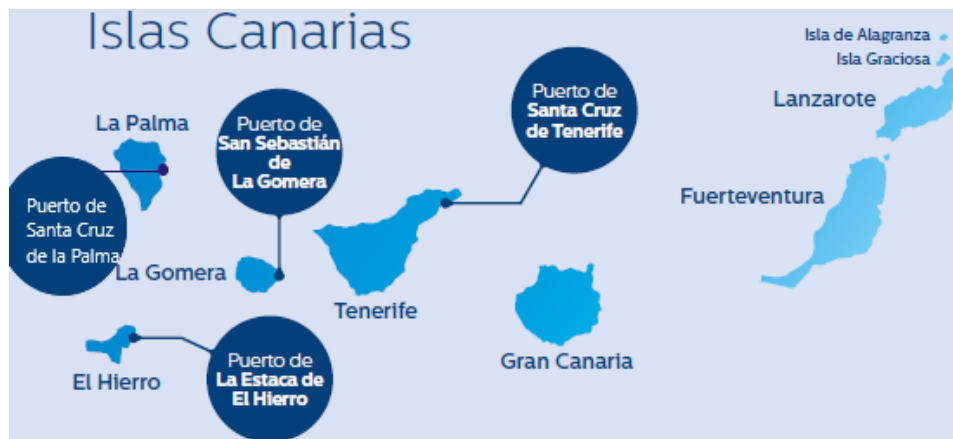 Islas Canarias
Isla de Alagranza
Isla Graciosa
Lanzarote
La Palma
Puerto de
San Sebastián
de
La Gomera
Puerto de
Santa Cruz
de Tenerife
Fuerteventura
Puerto de
Santa Cruz
de la Palma
La Gomera
Tenerife
Gran Canaria
El Hierro
Puerto de
La Estaca de
El Hierro